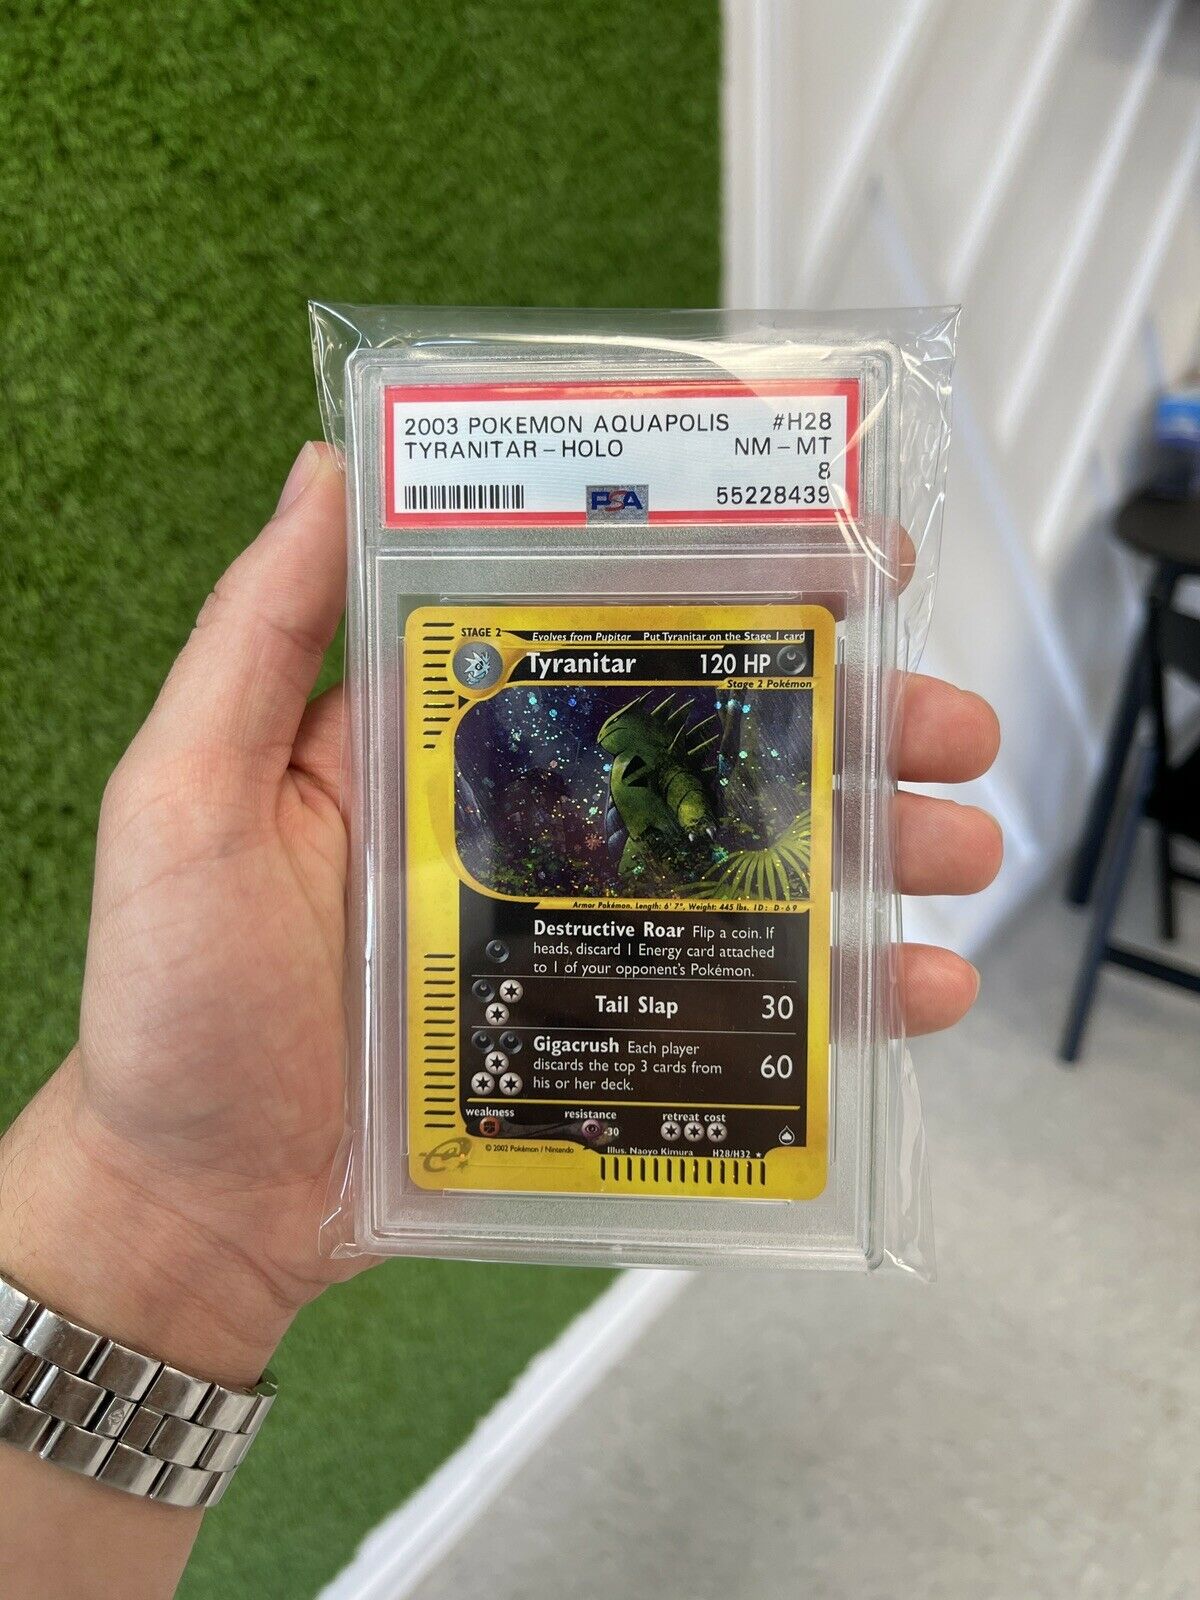 2003 POKEMON AQUAPOLIS #H28
TYRANITAR - HOLO NM - MT
8
PSA 55228439
STAGE 2 Evolves from Pupitar Put Tyranitar on the Stage 1 card
Tyranitar 120 HP
Stage 2 Pokémon
Armor Pokémon. Length: 6' 7", Weight: 445 lbs. ID: D-69
Destructive Roar Flip a coin. If
heads, discard 1 Energy card attached
to 1 of your opponent's Pokémon.
Tail Slap 30
Gigacrush Each player
discards the top 3 cards from
his or her deck. 60
weakness resistance retreat cost
-30
e © 2002 Pokémon / Nintendo Illus. Naoyo Kimura H28/H32 ★